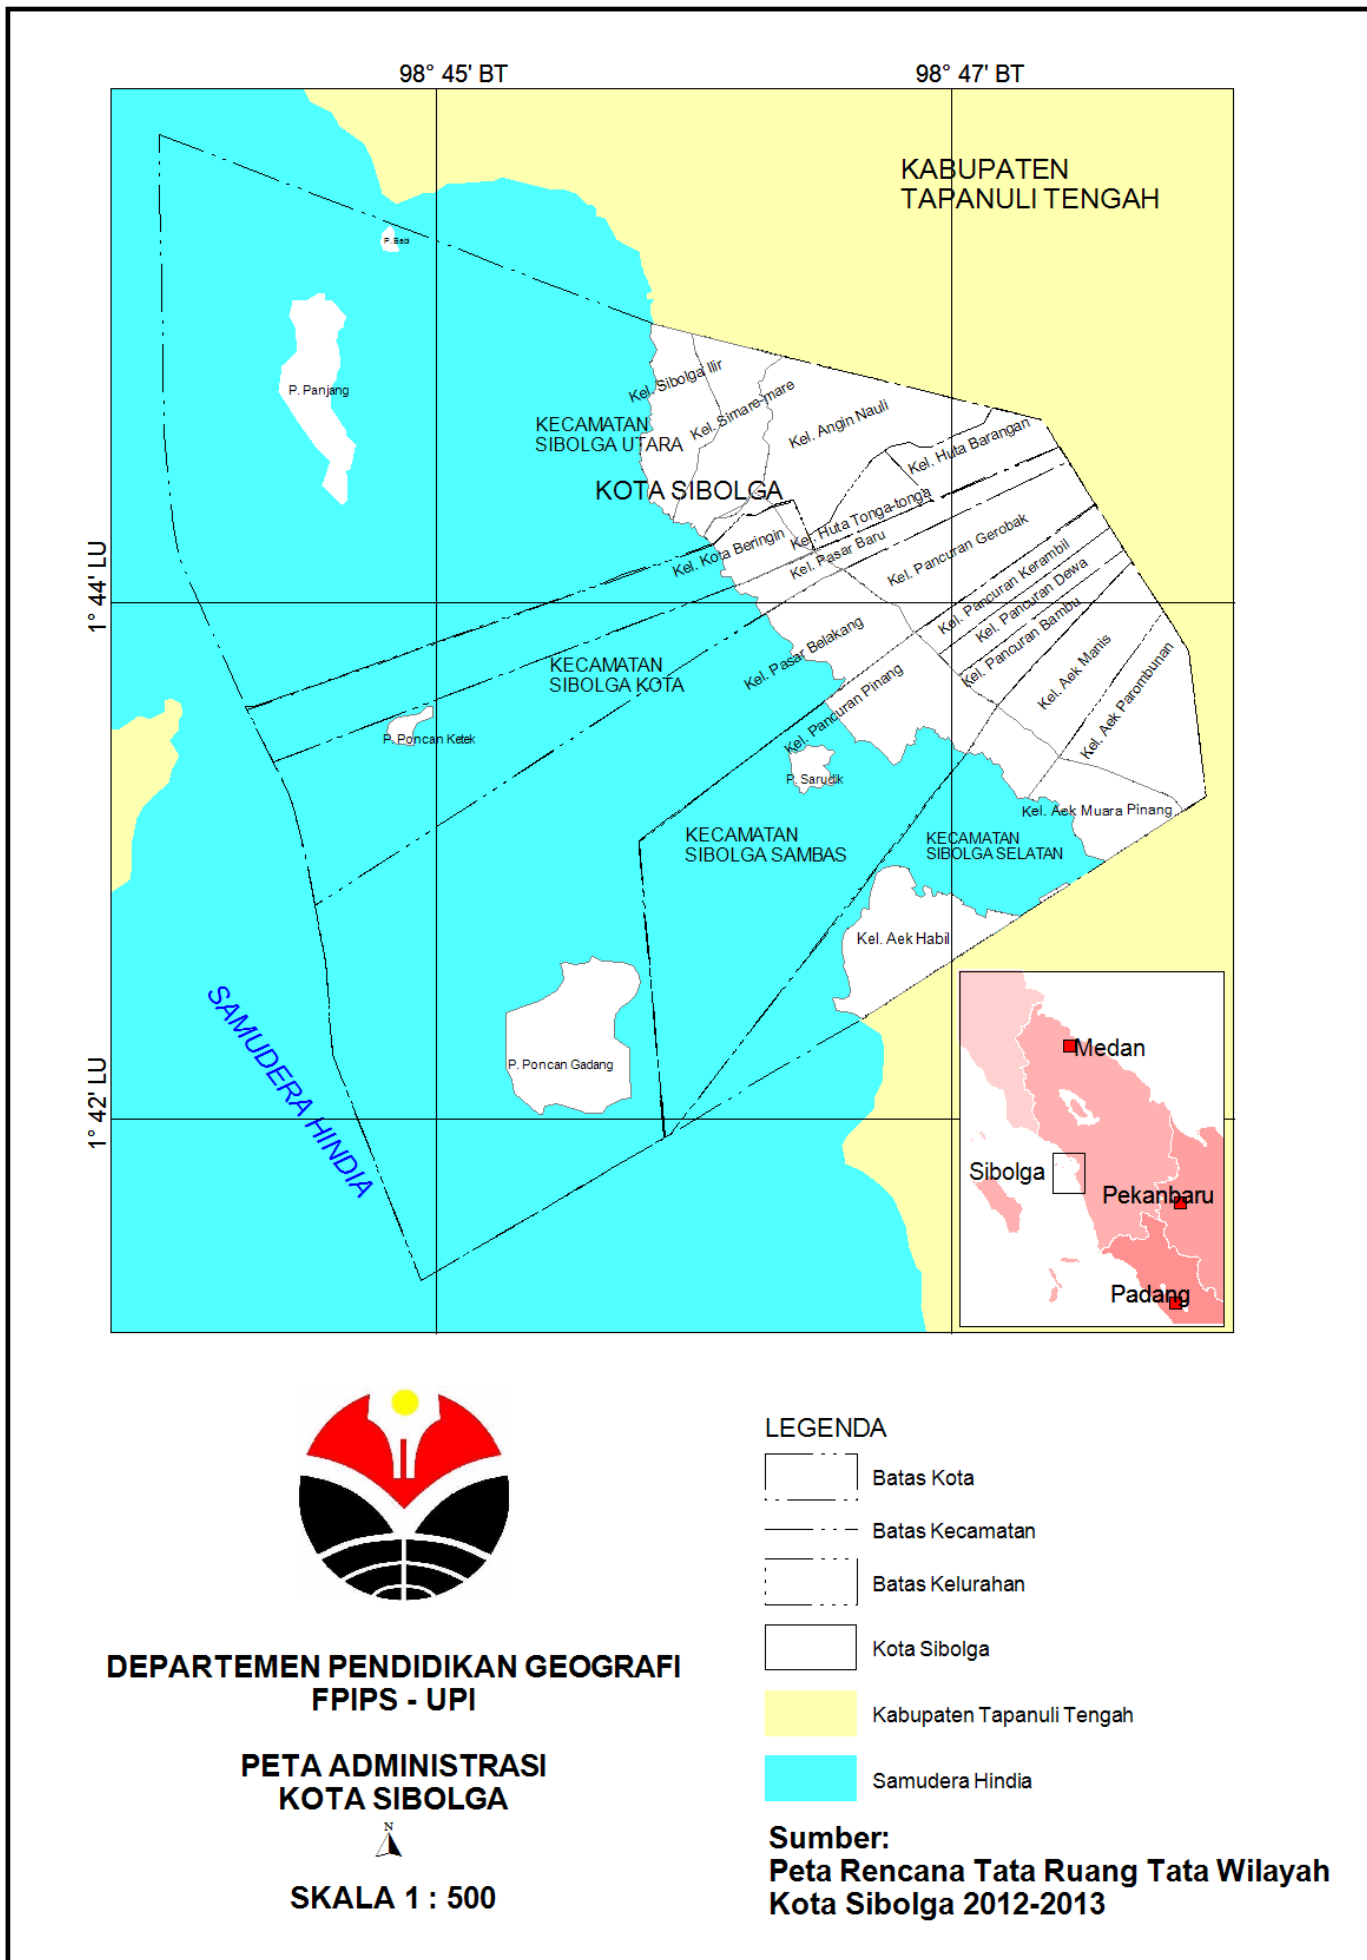 98° 45' BT
98° 47' BT
KABUPATEN
TAPANULI TENGAH
P. Babi
P. Panjang
Kel. Sibolga Ilir
Kel. Simare-mare
Kel. Angin Nauli
Kel. Huta Barangan
KECAMATAN
SIBOLGA UTARA
KOTA SIBOLGA
Kel. Huta Tonga-tonga
Kel. Kota Beringin
Kel. Pasar Baru
Kel. Pancuran Gerobak
Kel. Pancuran Kerambil
Kel. Pancuran Dewa
Kel. Pancuran Bambu
1° 44' LU
KECAMATAN
SIBOLGA KOTA
Kel. Pasar Belakang
Kel. Pancuran Pinang
Kel. Aek Manis
Kel. Aek Parombunan
P. Poncan Ketek
P. Sarudik
Kel. Aek Muara Pinang
KECAMATAN
SIBOLGA SAMBAS
KECAMATAN
SIBOLGA SELATAN
Kel. Aek Habil
SAMUDERA HINDIA
P. Poncan Gadang
1° 42' LU
Medan
Sibolga
Pekanbaru
Padang
LEGENDA
Batas Kota
Batas Kecamatan
Batas Kelurahan
Kota Sibolga
Kabupaten Tapanuli Tengah
Samudera Hindia
DEPARTEMEN PENDIDIKAN GEOGRAFI
FPIPS - UPI
PETA ADMINISTRASI
KOTA SIBOLGA
N
SKALA 1 : 500
Sumber:
Peta Rencana Tata Ruang Tata Wilayah
Kota Sibolga 2012-2013